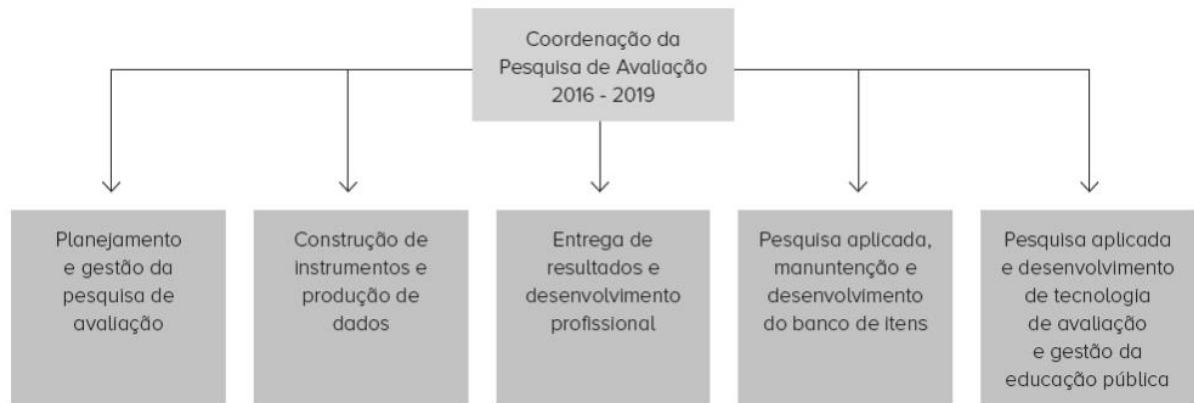 Coordenação da
Pesquisa de Avaliação
2016 - 2019
Planejamento
e gestão da
pesquisa de
avaliação
Construção de
instrumentos e
produção de
dados
Entrega de
resultados e
desenvolvimento
profissional
Pesquisa aplicada,
manuntenção e
desenvolvimento
do banco de itens
Pesquisa aplicada
e desenvolvimento
de tecnologia
de avaliação
e gestão da
educação pública